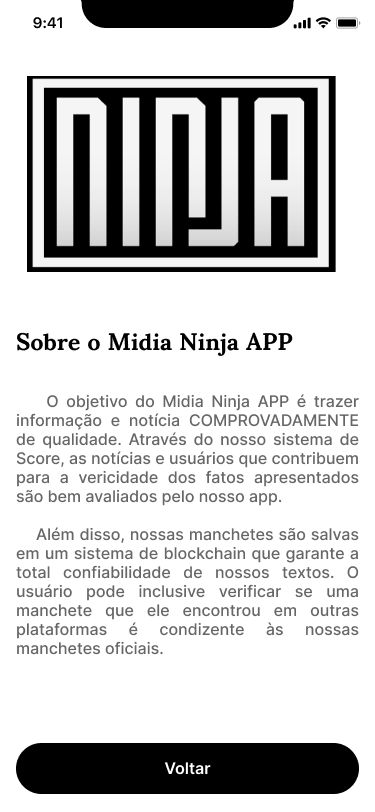 9:41
NINJA
Sobre o Midia Ninja APP
O objetivo do Midia Ninja APP é trazer
informação e notícia COMPROVADAMENTE
de qualidade. Através do nosso sistema de
Score, as notícias e usuários que contribuem
para a vericidade dos fatos apresentados
são bem avaliados pelo nosso app.
Além disso, nossas manchetes são salvas
em um sistema de blockchain que garante a
total confiabilidade de nossos textos. O
usuário pode inclusive verificar se uma
manchete que ele encontrou em outras
plataformas é condizente às nossas
manchetes oficiais.
Voltar